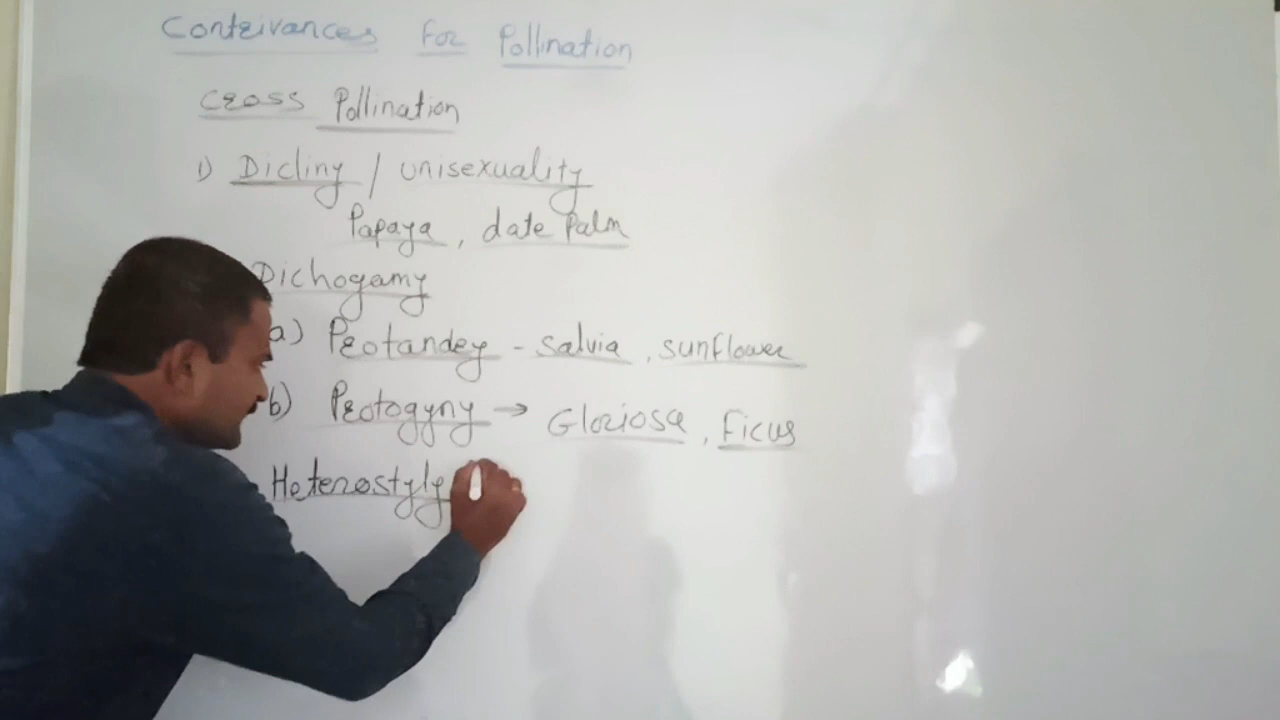 Contrivances for Pollination
Cross Pollination
1) Dicliny / unisexuality
Papaya, date palm
Dichogamy
a) Protandry - salvia, sunflower
b) Protogyny → Gloriosa, Ficus
Heterostyly